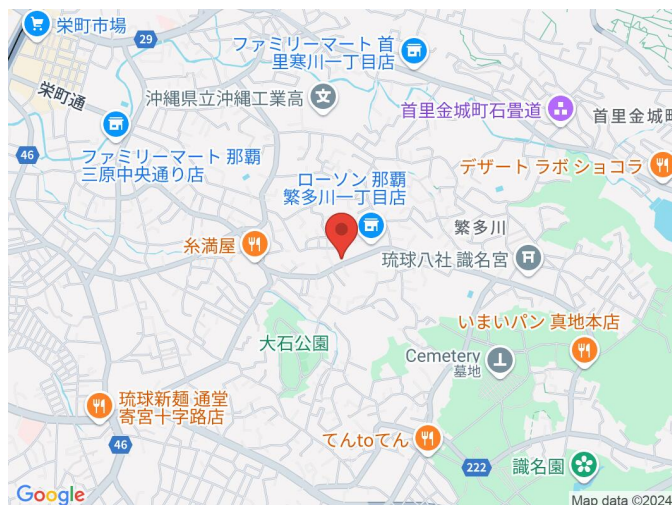 栄町市場
29
ファミリーマート 首
里寒川一丁目店
栄町通
沖縄県立沖縄工業高
首里金城町石畳道
首里金城町
46
ファミリーマート 那覇
三原中央通り店
デザート ラボ ショコラ
ローソン 那覇
繁多川一丁目店
繁多川
糸満屋
琉球八社 識名宮
いまいパン 真地本店
大石公園
Cemetery
墓地
琉球新麺 通堂
寄宮十字路店
46
てんtoてん
222
識名園
Google
Map data ©2024